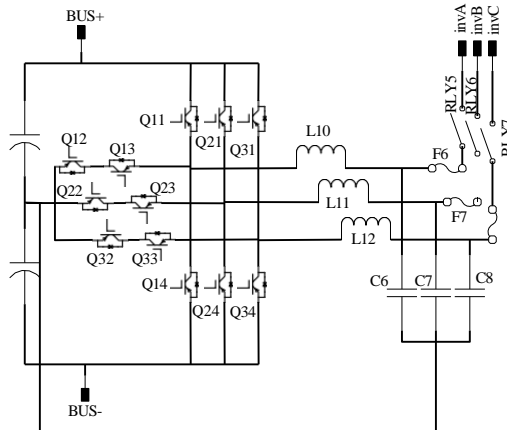 BUS+
invA
invB
invC
RLY5
RLY6
RLY7
Q11
Q21
Q31
Q12
Q13
L10
F6
Q22
Q23
L11
F7
Q32
Q33
L12
Q14
Q24
Q34
C6
C7
C8
BUS-